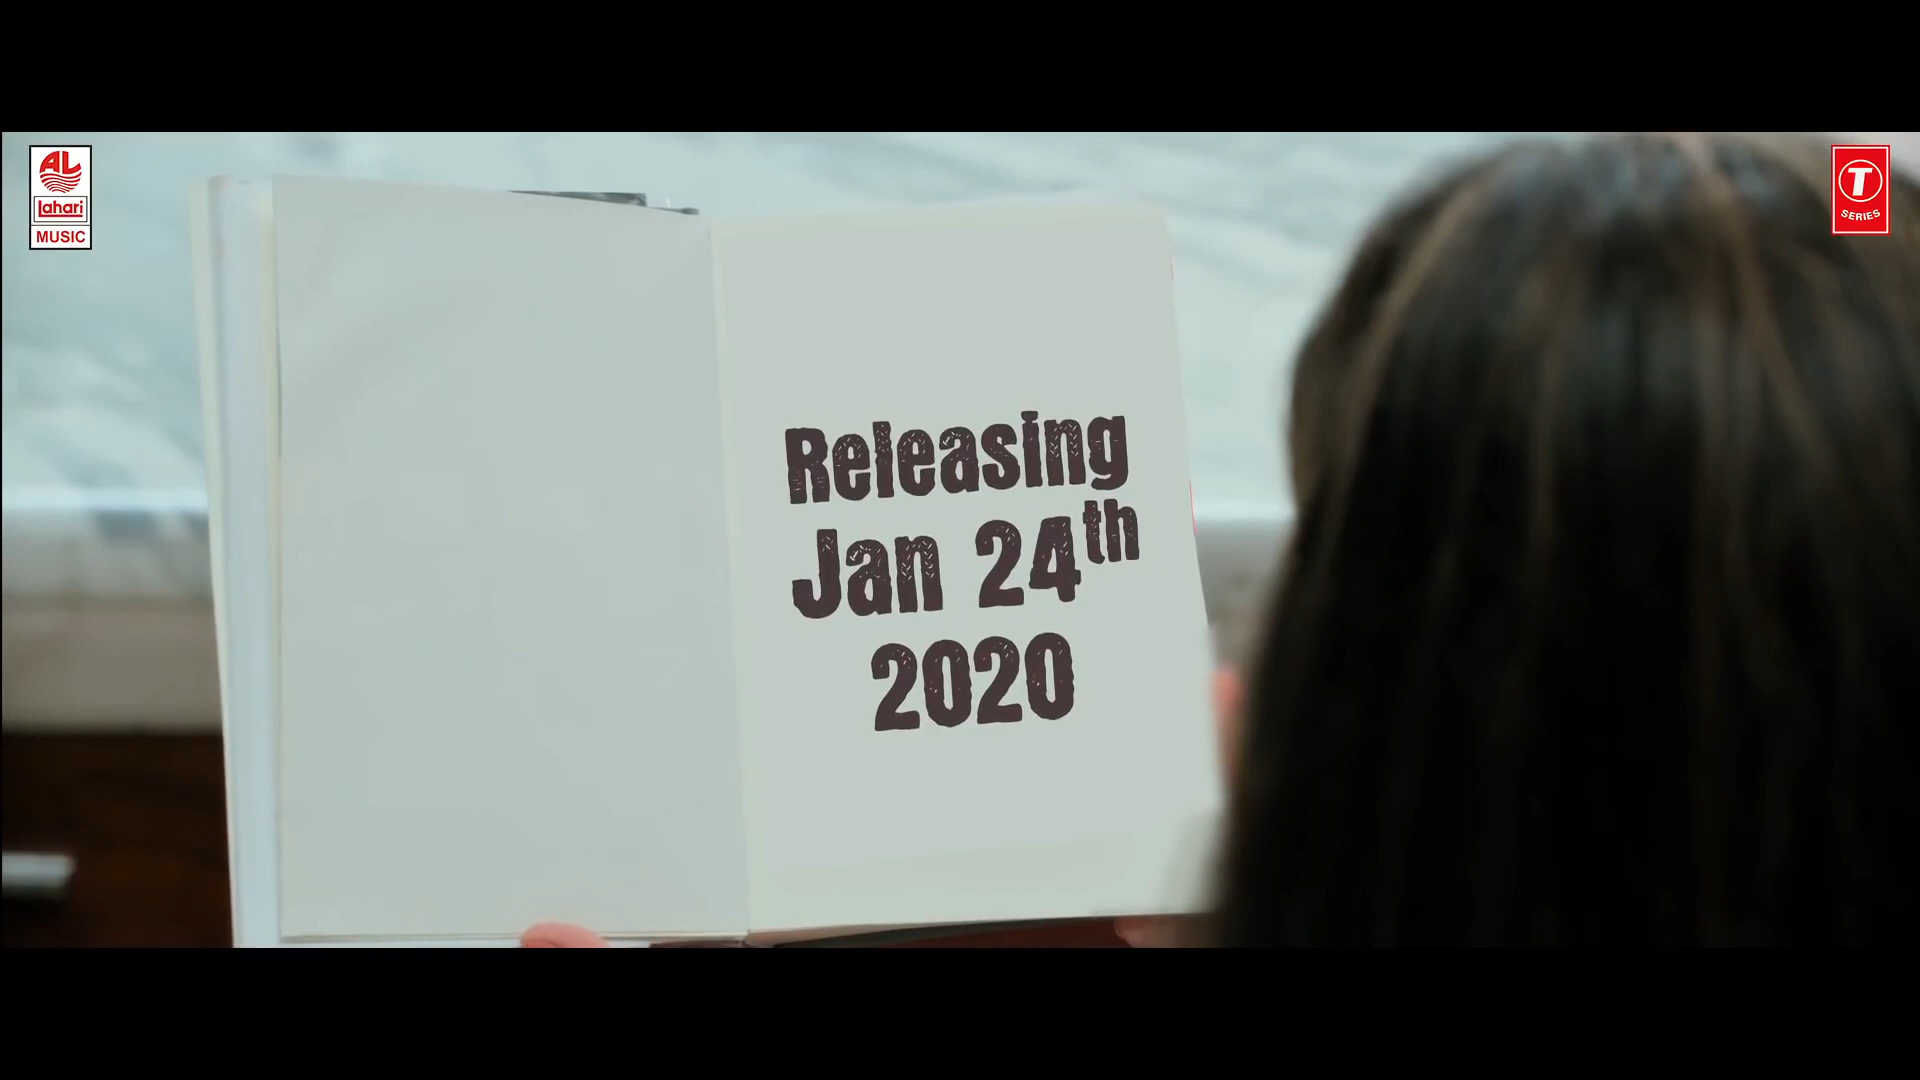 AL
lahari
MUSIC
T
SERIES
Releasing
Jan 24th
2020